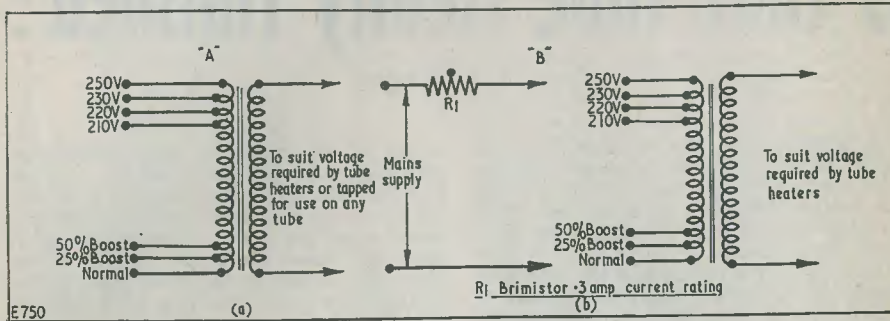 "A"
250V
230V
220V
210V
50% Boost
25% Boost
Normal
To suit voltage
required by tube
heaters or tapped
for use on any
tube
(a)
"B"
R1
Mains
supply
250V
230V
220V
210V
50% Boost
25% Boost
Normal
To suit voltage
required by tube
heaters
R1 Brimistor ·3 amp current rating
(b)
E750